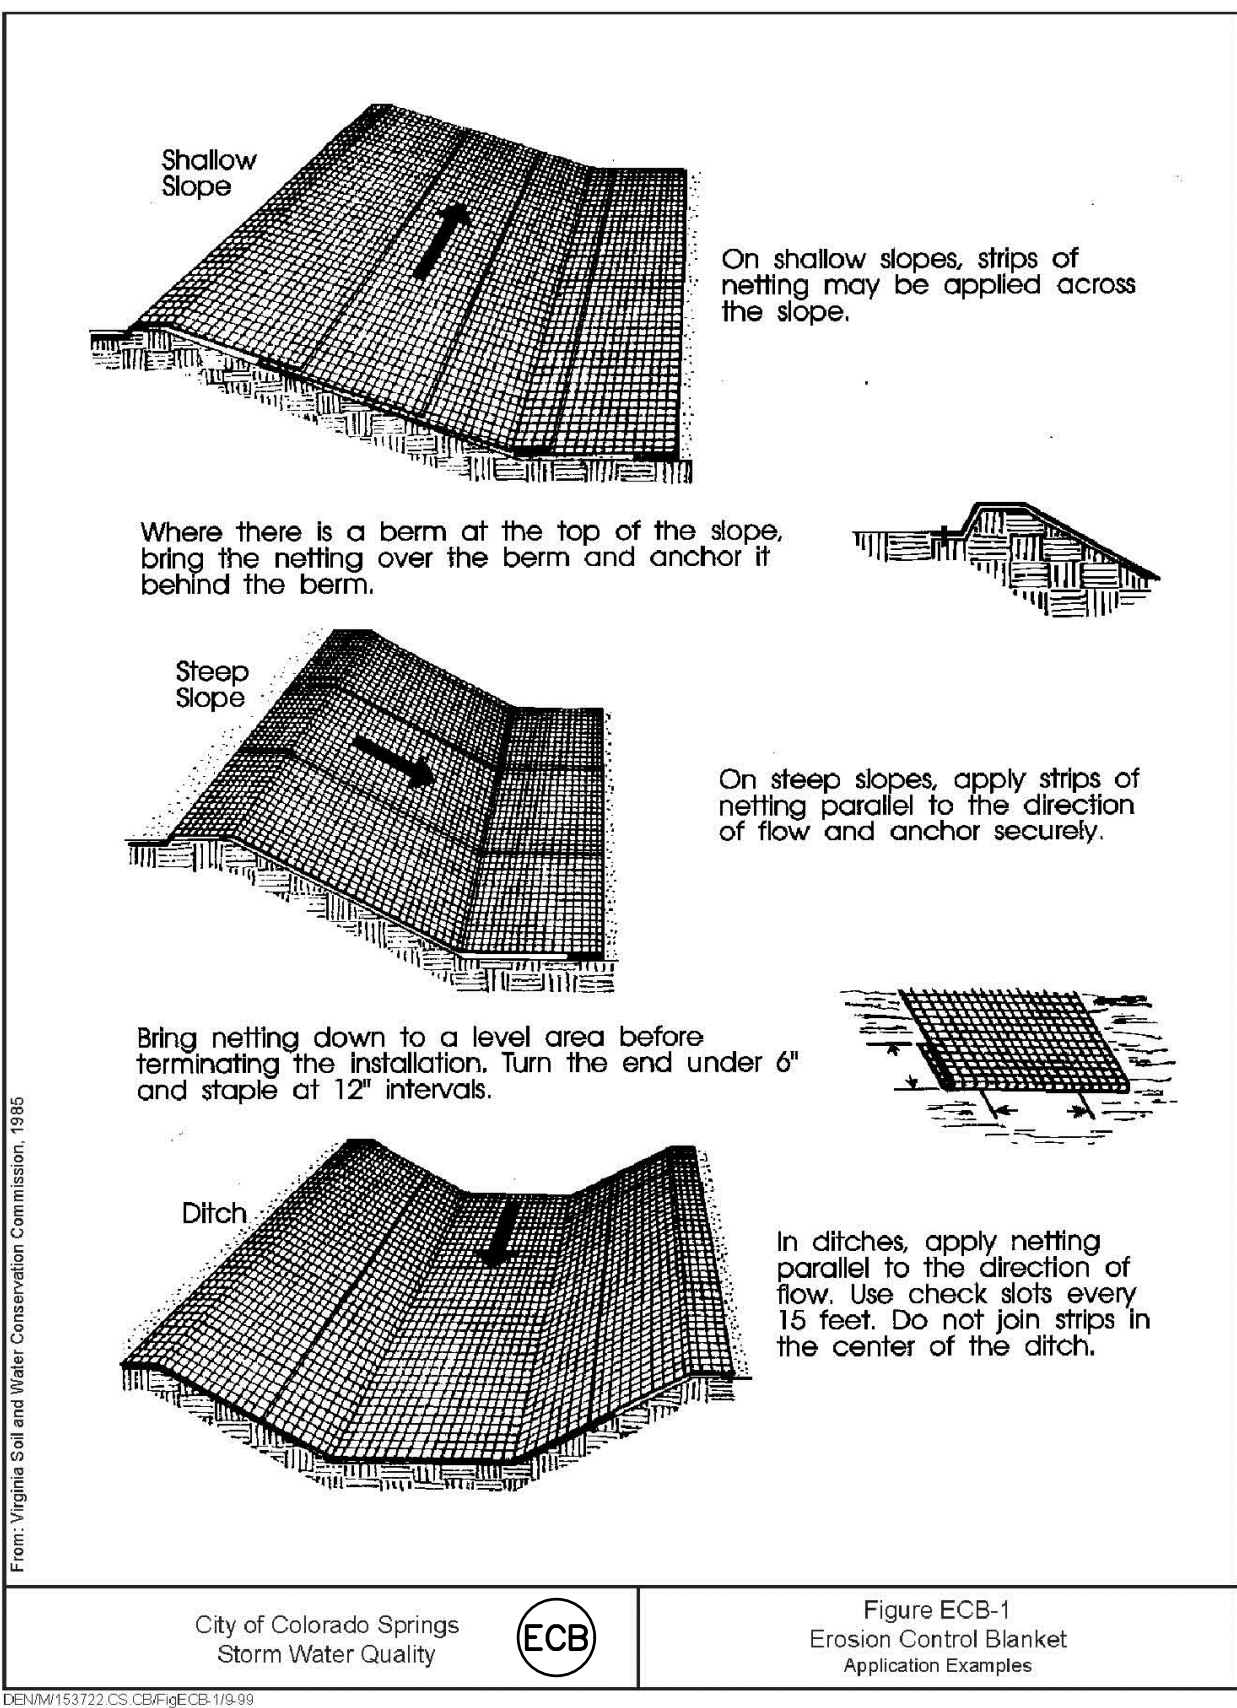 Shallow
Slope
On shallow slopes, strips of
netting may be applied across
the slope.
Where there is a berm at the top of the slope,
bring the netting over the berm and anchor it
behind the berm.
Steep
Slope
On steep slopes, apply strips of
netting parallel to the direction
of flow and anchor securely.
Bring netting down to a level area before
terminating the installation. Turn the end under 6"
and staple at 12" intervals.
Ditch
In ditches, apply netting
parallel to the direction of
flow. Use check slots every
15 feet. Do not join strips in
the center of the ditch.
From: Virginia Soil and Water Conservation Commission, 1985
City of Colorado Springs
Storm Water Quality
ECB
Figure ECB-1
Erosion Control Blanket
Application Examples
DEN/M/153722.CS.CB/FigECB-1/9-99